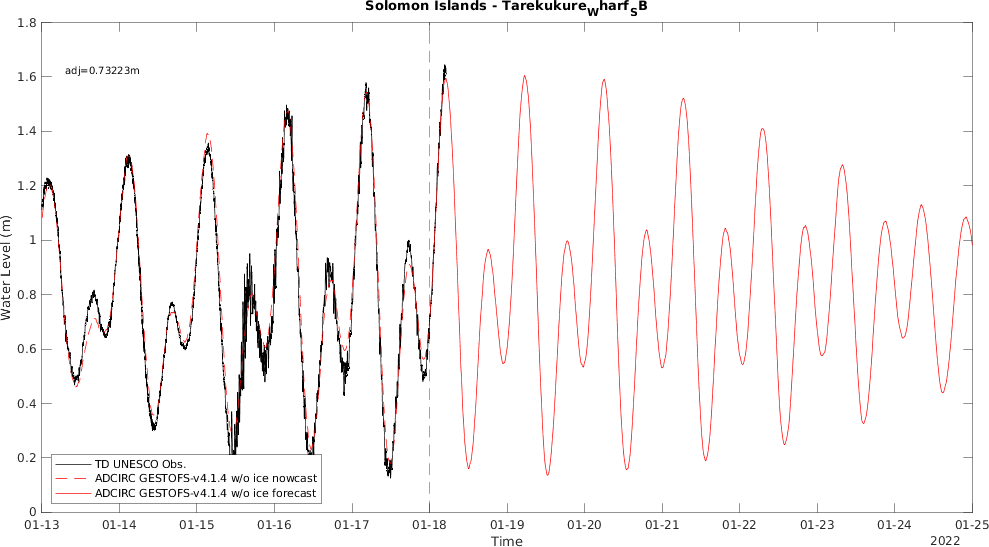 Solomon Islands - Tarekukure_Wharf_SB
1.8
1.6
1.4
1.2
1
0.8
0.6
0.4
0.2
0
Water Level (m)
adj=0.73223m
TD UNESCO Obs.
ADCIRC GESTOFS-v4.1.4 w/o ice nowcast
ADCIRC GESTOFS-v4.1.4 w/o ice forecast
01-13 01-14 01-15 01-16 01-17 01-18 01-19 01-20 01-21 01-22 01-23 01-24 01-25
Time
2022